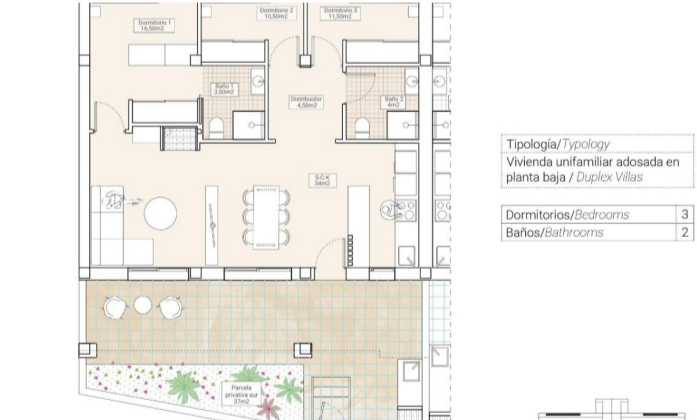 Dormitorio 1
16,50m2
Dormitorio 2
10,50m2
Dormitorio 3
11,50m2
Baño 1
3,50m2
Distribuidor
4,50m2
Baño 2
4m2
S-C-K
34m2
Parcela
privativa sur
37m2
Tipología/Typology
Vivienda unifamiliar adosada en
planta baja / Duplex Villas
Dormitorios/Bedrooms 3
Baños/Bathrooms 2